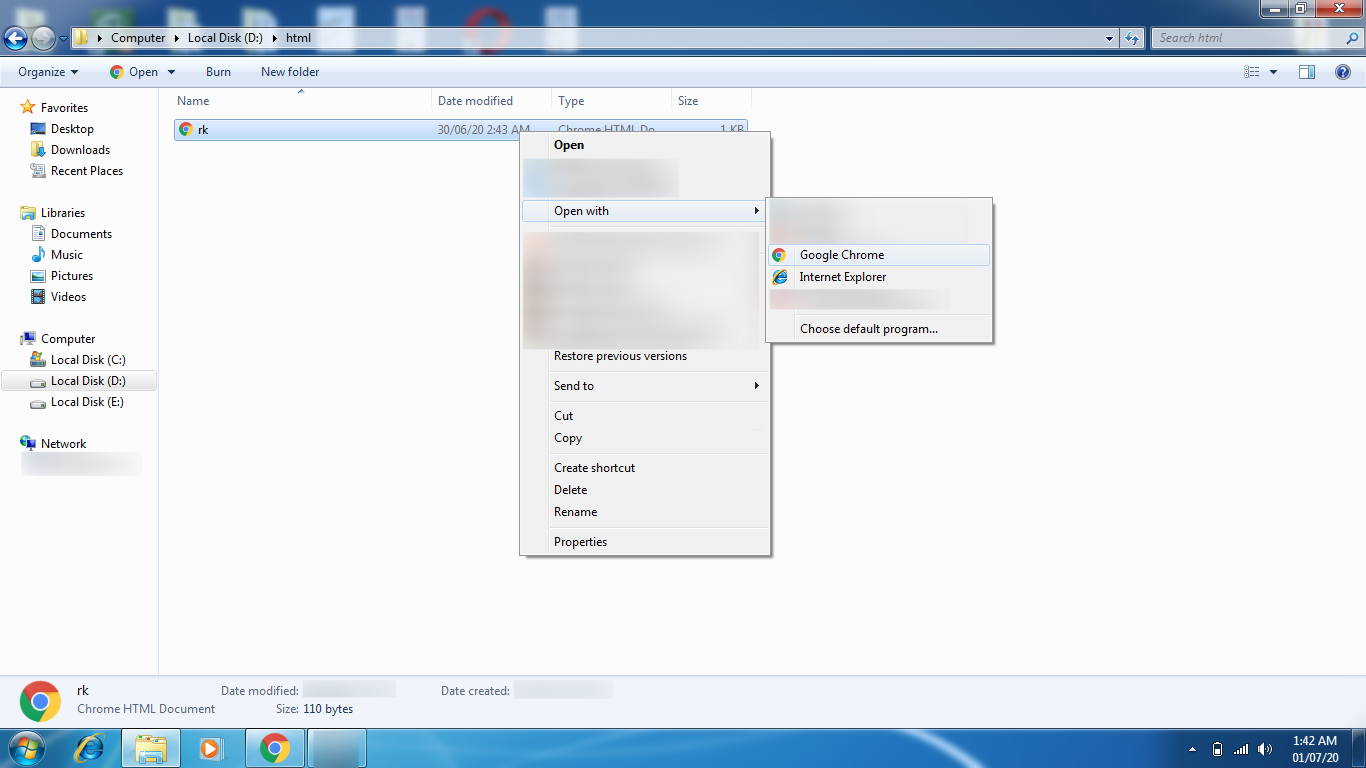 Computer Local Disk (D:) html
Search html
Organize Open Burn New folder
Name Date modified Type Size
rk 30/06/20 2:43 AM Chrome HTML Do... 1 KB
Favorites
Desktop
Downloads
Recent Places
Libraries
Documents
Music
Pictures
Videos
Computer
Local Disk (C:)
Local Disk (D:)
Local Disk (E:)
Network
Open
Open with
Restore previous versions
Send to
Cut
Copy
Create shortcut
Delete
Rename
Properties
Google Chrome
Internet Explorer
Choose default program...
rk Date modified: Date created:
Chrome HTML Document Size: 110 bytes
1:42 AM
01/07/20